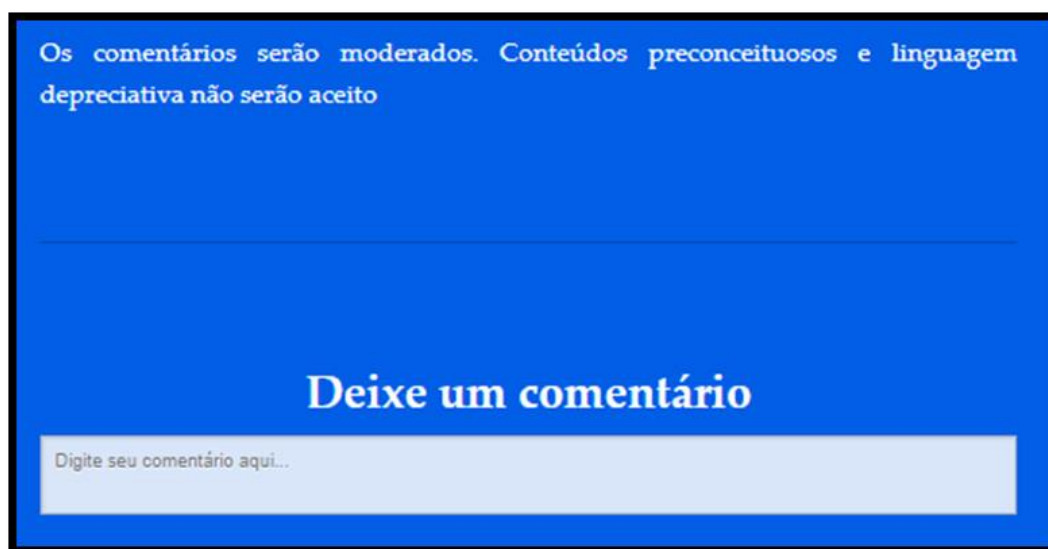 Os comentários serão moderados. Conteúdos preconceituosos e linguagem
depreciativa não serão aceito
Deixe um comentário
Digite seu comentário aqui...